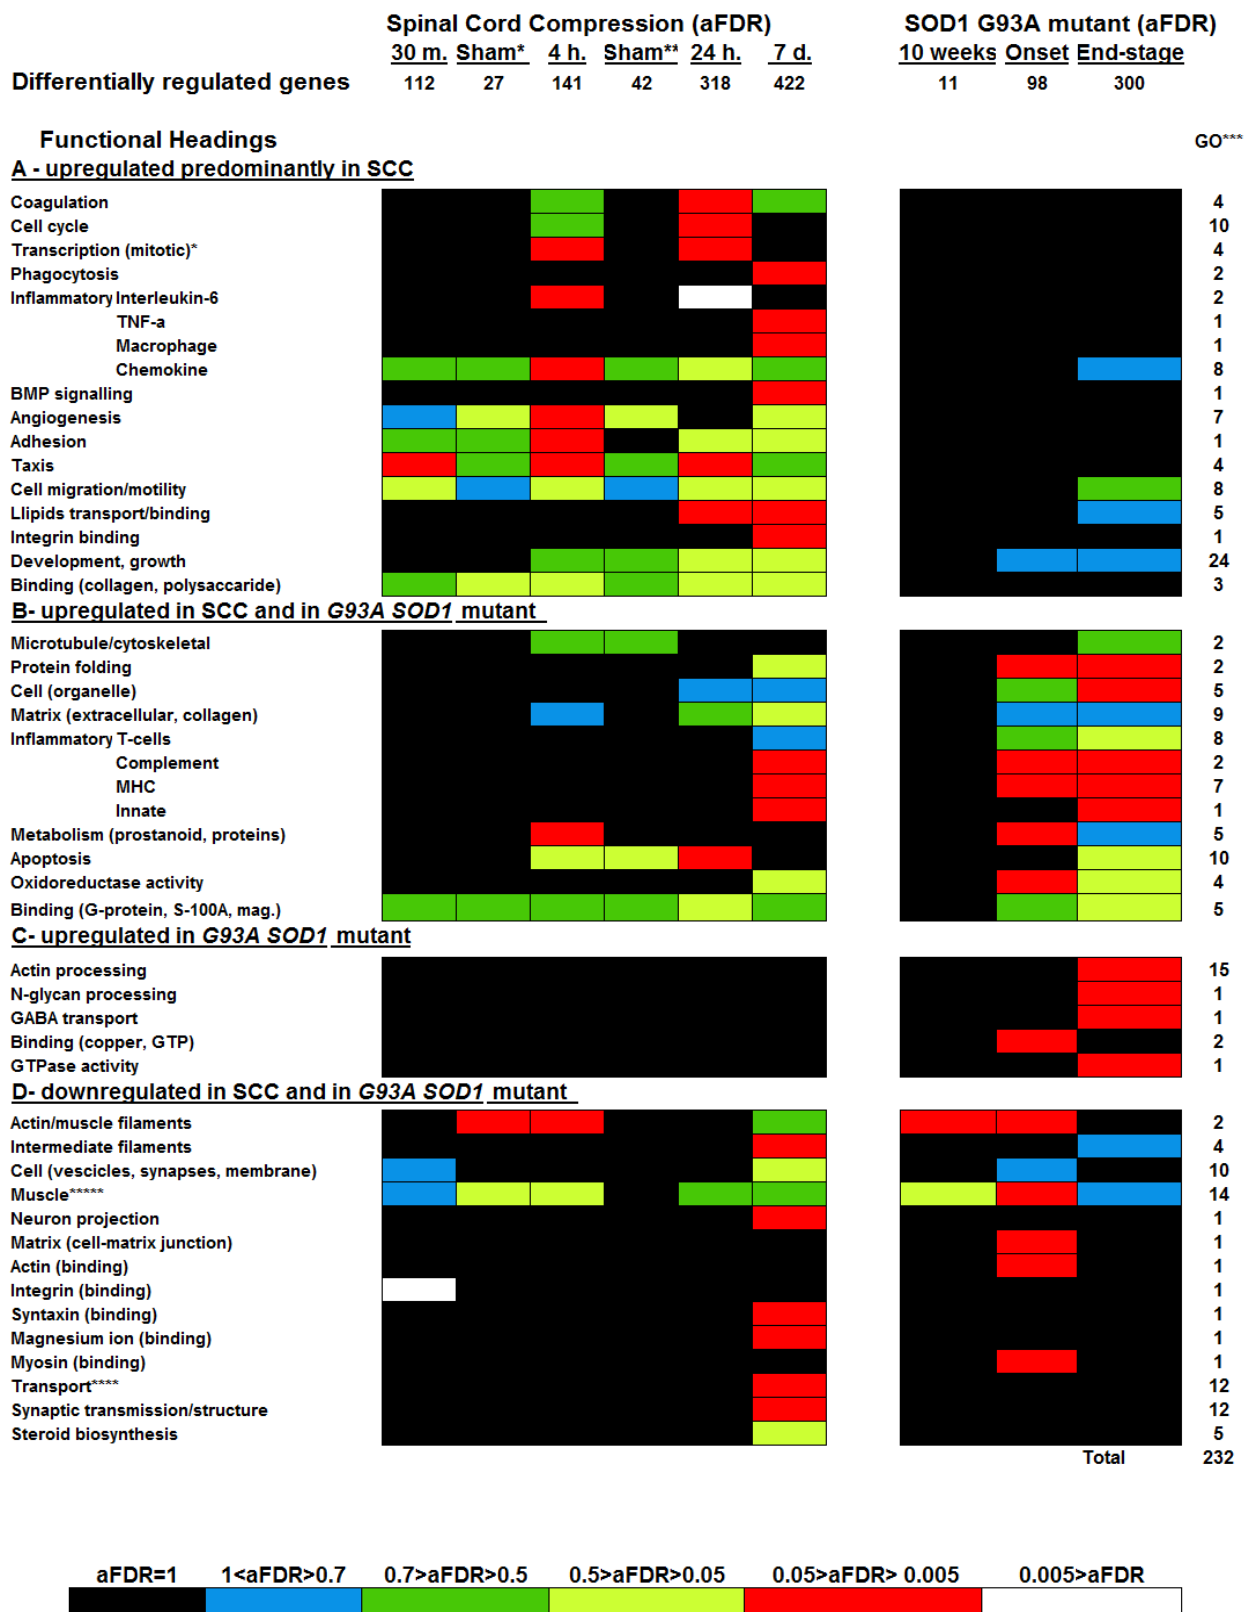 Spinal Cord Compression (aFDR) SOD1 G93A mutant (aFDR)
30 m. Sham* 4 h. Sham** 24 h. 7 d. 10 weeks Onset End-stage
Differentially regulated genes 112 27 141 42 318 422 11 98 300
Functional Headings GO***
A - upregulated predominantly in SCC
Coagulation 4
Cell cycle 10
Transcription (mitotic)* 4
Phagocytosis 2
Inflammatory Interleukin-6 2
TNF-a 1
Macrophage 1
Chemokine 8
BMP signalling 1
Angiogenesis 7
Adhesion 1
Taxis 4
Cell migration/motility 8
Llipids transport/binding 5
Integrin binding 1
Development, growth 24
Binding (collagen, polysaccaride) 3
B- upregulated in SCC and in G93A SOD1 mutant
Microtubule/cytoskeletal 2
Protein folding 2
Cell (organelle) 5
Matrix (extracellular, collagen) 9
Inflammatory T-cells 8
Complement 2
MHC 7
Innate 1
Metabolism (prostanoid, proteins) 5
Apoptosis 10
Oxidoreductase activity 4
Binding (G-protein, S-100A, mag.) 5
C- upregulated in G93A SOD1 mutant
Actin processing 15
N-glycan processing 1
GABA transport 1
Binding (copper, GTP) 2
GTPase activity 1
D- downregulated in SCC and in G93A SOD1 mutant
Actin/muscle filaments 2
Intermediate filaments 4
Cell (vescicles, synapses, membrane) 10
Muscle***** 14
Neuron projection 1
Matrix (cell-matrix junction) 1
Actin (binding) 1
Integrin (binding) 1
Syntaxin (binding) 1
Magnesium ion (binding) 1
Myosin (binding) 1
Transport**** 12
Synaptic transmission/structure 12
Steroid biosynthesis 5
Total 232
aFDR=1 1<aFDR>0.7 0.7>aFDR>0.5 0.5>aFDR>0.05 0.05>aFDR> 0.005 0.005>aFDR